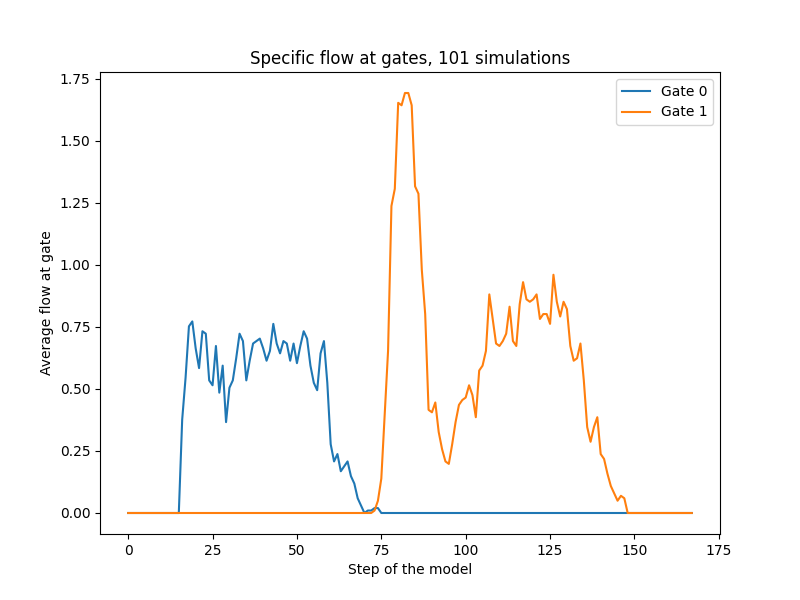 Specific flow at gates, 101 simulations
Gate 0
Gate 1
Average flow at gate
1.75
1.50
1.25
1.00
0.75
0.50
0.25
0.00
0 25 50 75 100 125 150 175
Step of the model